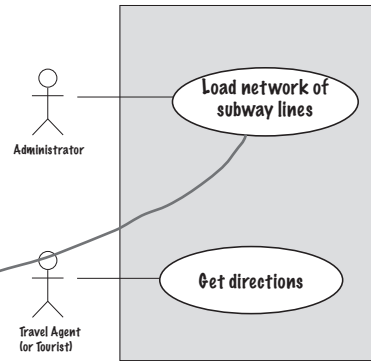 Load network of
subway lines
Administrator
Get directions
Travel Agent
(or Tourist)